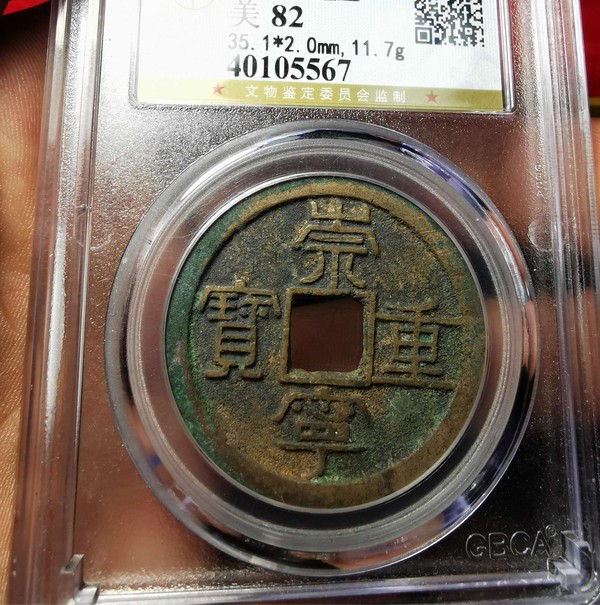 美 82
35.1*2.0mm,11.7g
40105567
文物鉴定委员会监制
崇
寶 重
寧
GBCA